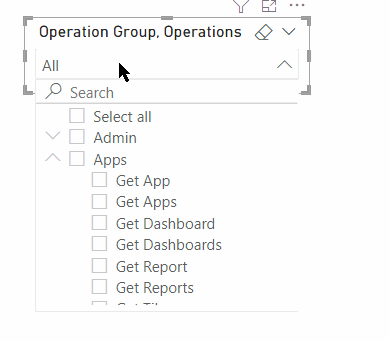 Operation Group, Operations
All
Search
Select all
Admin
Apps
Get App
Get Apps
Get Dashboard
Get Dashboards
Get Report
Get Reports